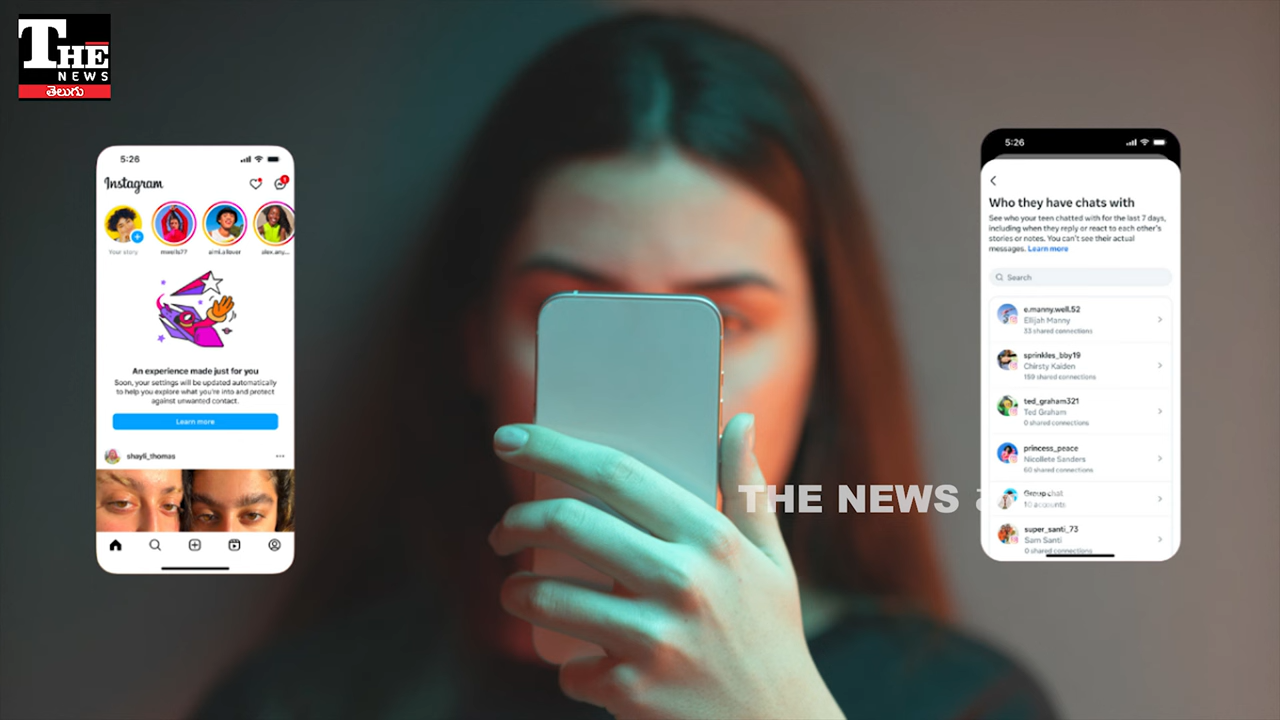 THE
NEWS
తెలుగు
5:26
Instagram
1
Your story
aimi.allover
alex.any...
An experience made just for you
Soon, your settings will be updated automatically
to help you explore what you're into and protect
against unwanted contact.
Learn more
shayli_thomas
THE NEWS
5:26
Who they have chats with
See who your teen chatted with for the last 7 days,
including when they reply or react to each other's
stories or notes. You can't see their actual
messages. Learn more
Search
e.manny.well.52
Ellijah Manny
33 shared connections
sprinkles_bby19
Chirsty Kaiden
159 shared connections
ted_graham321
Ted Graham
0 shared connections
princess_peace
Nicollete Sanders
60 shared connections
Group chat
10 accounts
super_santi_73
Sam Santi
0 shared connections